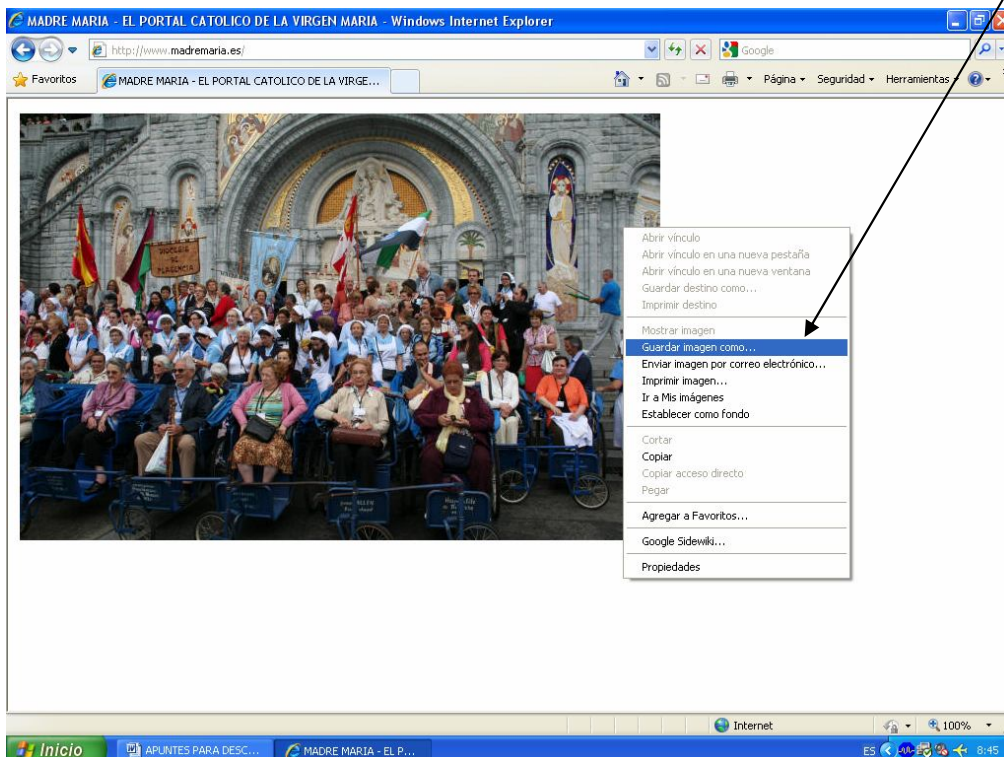 MADRE MARIA - EL PORTAL CATOLICO DE LA VIRGEN MARIA - Windows Internet Explorer
http://www.madremaria.es/
Google
Favoritos
MADRE MARIA - EL PORTAL CATOLICO DE LA VIRGE...
Página
Seguridad
Herramientas
DIOCESIS
DE
PLASENCIA
Abrir vínculo
Abrir vínculo en una nueva pestaña
Abrir vínculo en una nueva ventana
Guardar destino como...
Imprimir destino
Mostrar imagen
Guardar imagen como...
Enviar imagen por correo electrónico...
Imprimir imagen...
Ir a Mis imágenes
Establecer como fondo
Cortar
Copiar
Copiar acceso directo
Pegar
Agregar a Favoritos...
Google Sidewiki...
Propiedades
Internet
100%
Inicio
APUNTES PARA DESC...
MADRE MARIA - EL P...
ES
8:45